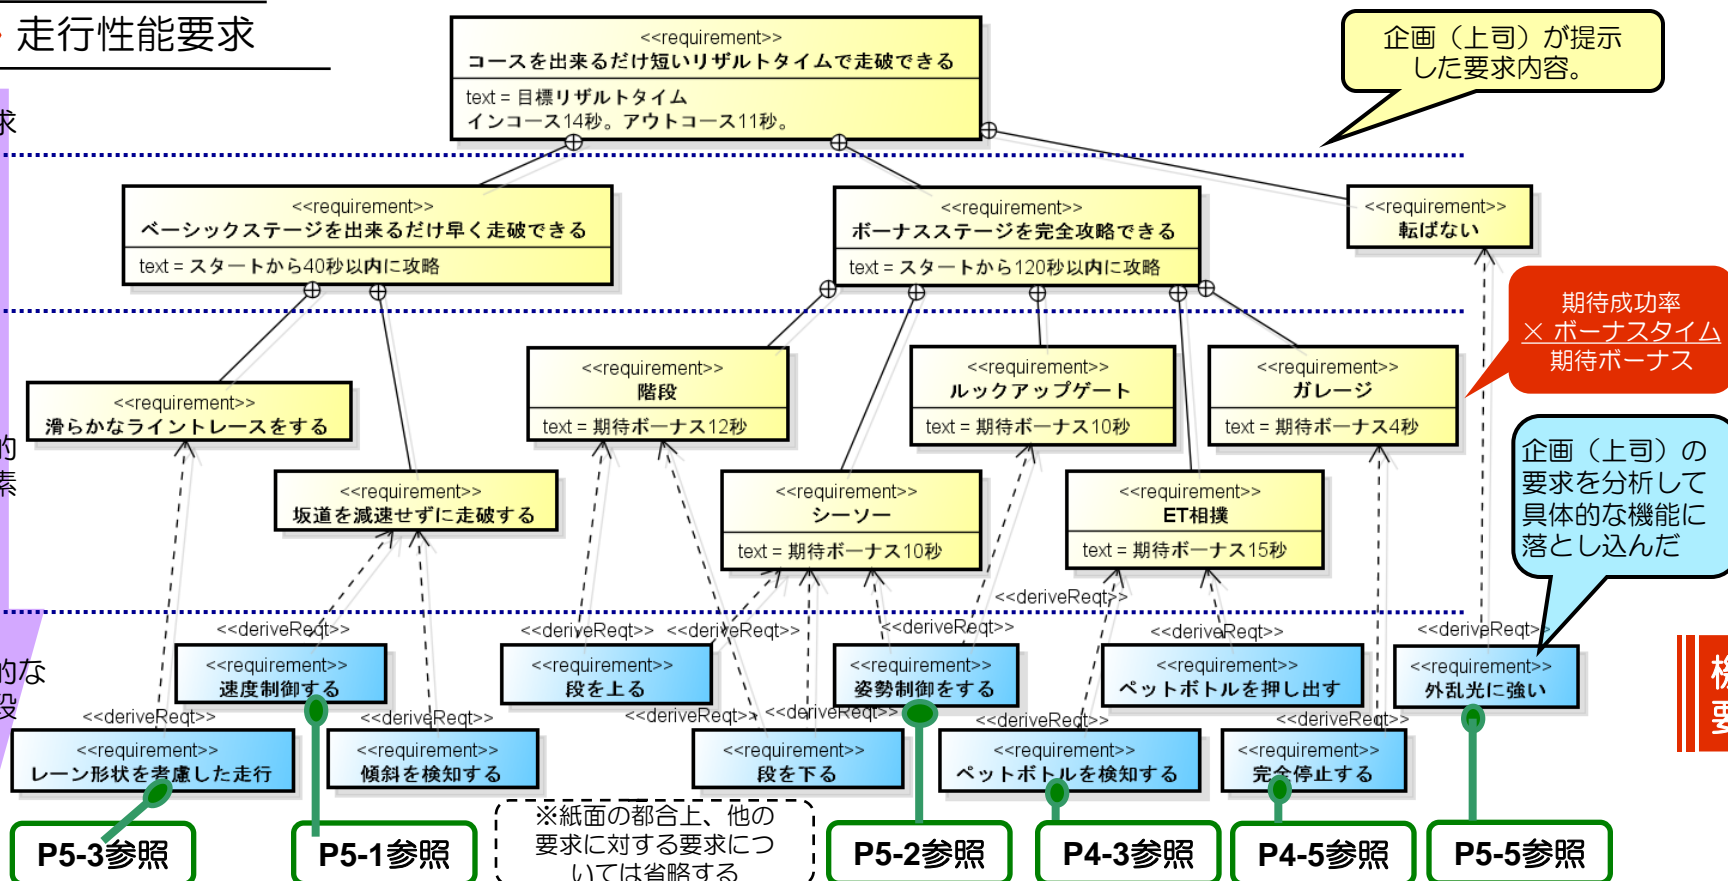 走行性能要求
<<requirement>>
コースを出来るだけ短いリザルトタイムで走破できる
text = 目標リザルトタイム
インコース14秒。アウトコース11秒。
企画（上司）が提示
した要求内容。
求
<<requirement>>
ベーシックステージを出来るだけ早く走破できる
text = スタートから40秒以内に攻略
<<requirement>>
ボーナスステージを完全攻略できる
text = スタートから120秒以内に攻略
<<requirement>>
転ばない
期待成功率
× ボーナスタイム
期待ボーナス
<<requirement>>
滑らかなライントレースをする
<<requirement>>
階段
text = 期待ボーナス12秒
<<requirement>>
ルックアップゲート
text = 期待ボーナス10秒
<<requirement>>
ガレージ
text = 期待ボーナス4秒
的
素
<<requirement>>
坂道を減速せずに走破する
<<requirement>>
シーソー
text = 期待ボーナス10秒
<<requirement>>
ET相撲
text = 期待ボーナス15秒
企画（上司）の
要求を分析して
具体的な機能に
落とし込んだ
<<deriveReqt>>
<<deriveReqt>>
<<deriveReqt>>
<<deriveReqt>>
<<deriveReqt>>
<<deriveReqt>>
<<deriveReqt>>
的な
段
<<requirement>>
速度制御する
<<requirement>>
段を上る
<<requirement>>
姿勢制御をする
<<requirement>>
ペットボトルを押し出す
<<requirement>>
外乱光に強い
機
要
<<deriveReqt>>
<<deriveReqt>>
<<deriveReqt>>
<<deriveReqt>>
<<deriveReqt>>
<<deriveReqt>>
<<requirement>>
レーン形状を考慮した走行
<<requirement>>
傾斜を検知する
<<requirement>>
段を下る
<<requirement>>
ペットボトルを検知する
<<requirement>>
完全停止する
※紙面の都合上、他の
要求に対する要求につ
いては省略する
P5-3参照
P5-1参照
P5-2参照
P4-3参照
P4-5参照
P5-5参照